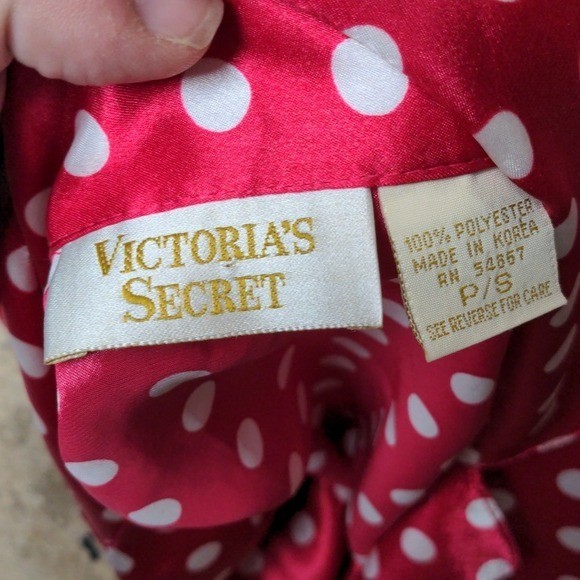 VICTORIA'S
SECRET
100% POLYESTER
MADE IN KOREA
RN 54867
P/S
SEE REVERSE FOR CARE